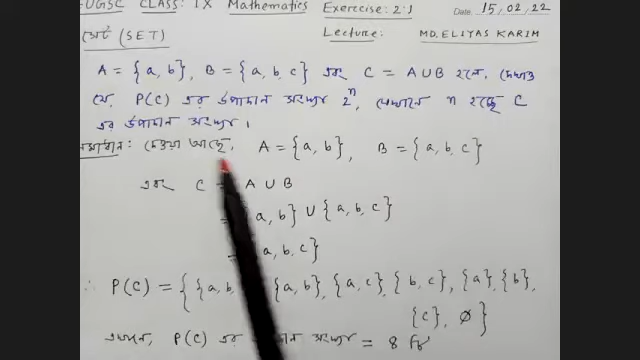 UGSC CLASS: IX Mathematics Exercise: 2.1 Date: 15/02/22
সেট (SET) Lecture: MD. ELIYAS KARIM
A = {a, b}, B = {a, b, c} এবং C = A∪B হলে, দেখাও
যে P(C) এর উপাদান সংখ্যা 2ⁿ, যেখানে n হচ্ছে C
এর উপাদান সংখ্যা।
সমাধান: দেওয়া আছে, A = {a, b}, B = {a, b, c}
এবং C A ∪ B
= {a, b} ∪ {a, b, c}
= {a, b, c}
∴ P(C) = { {a, b {a, b}, {a, c}, {b, c}, {a}, {b},
{c}, ∅ }
এখানে, P(C) এর উপাদান সংখ্যা = 8 টি